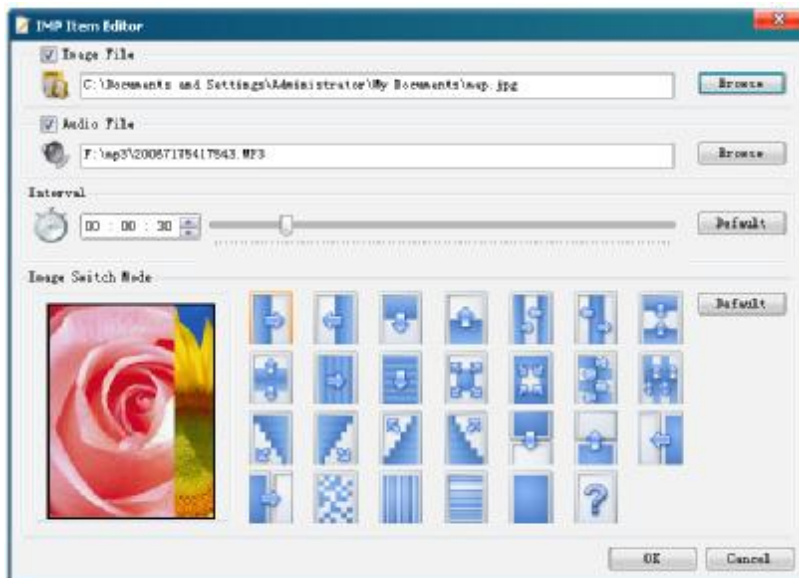 IMP Item Editor
Image File
C:\Documents and Settings\Administrator\My Documents\map.jpg
Browse
Audio File
F:\mp3\20067175417543.MP3
Browse
Interval
00 : 00 : 30
Default
Image Switch Mode
Default
OK
Cancel